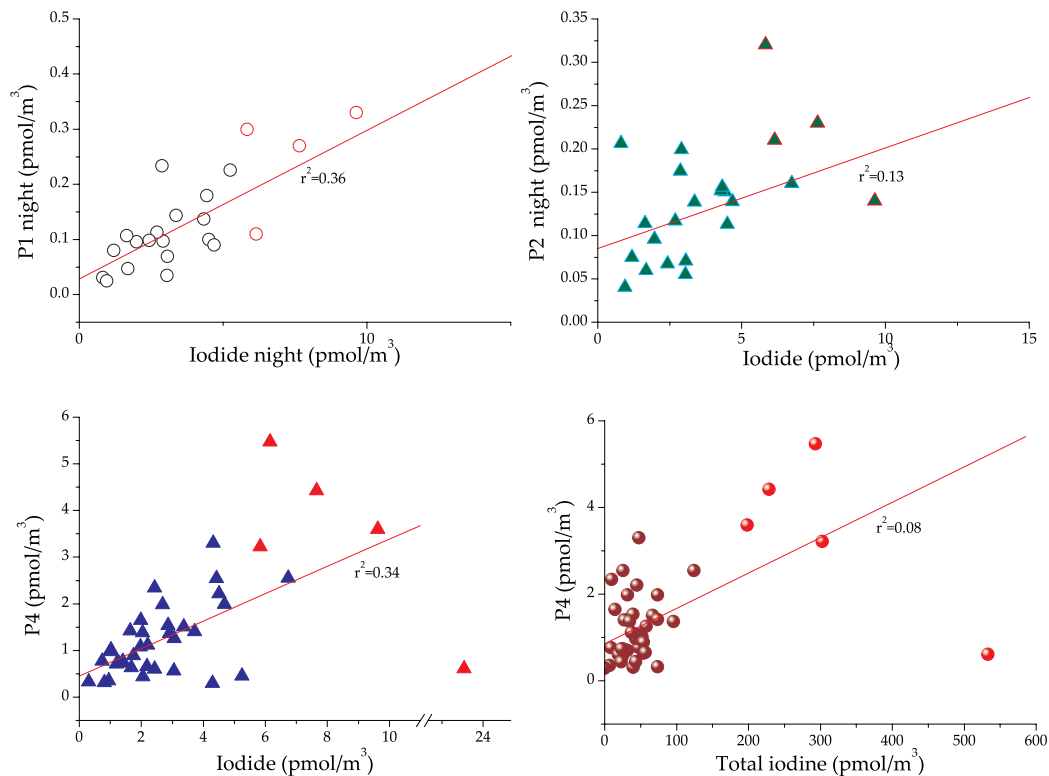 P1 night (pmol/m³)
0.5
0.4
0.3
0.2
0.1
0.0
r²=0.36
0 10
Iodide night (pmol/m³)
P2 night (pmol/m³)
0.35
0.30
0.25
0.20
0.15
0.10
0.05
0.00
r²=0.13
0 5 10 15
Iodide (pmol/m³)
P4 (pmol/m³)
6
5
4
3
2
1
0
r²=0.34
0 2 4 6 8 10 24
Iodide (pmol/m³)
P4 (pmol/m³)
6
4
2
0
r²=0.08
0 100 200 300 400 500 600
Total iodine (pmol/m³)